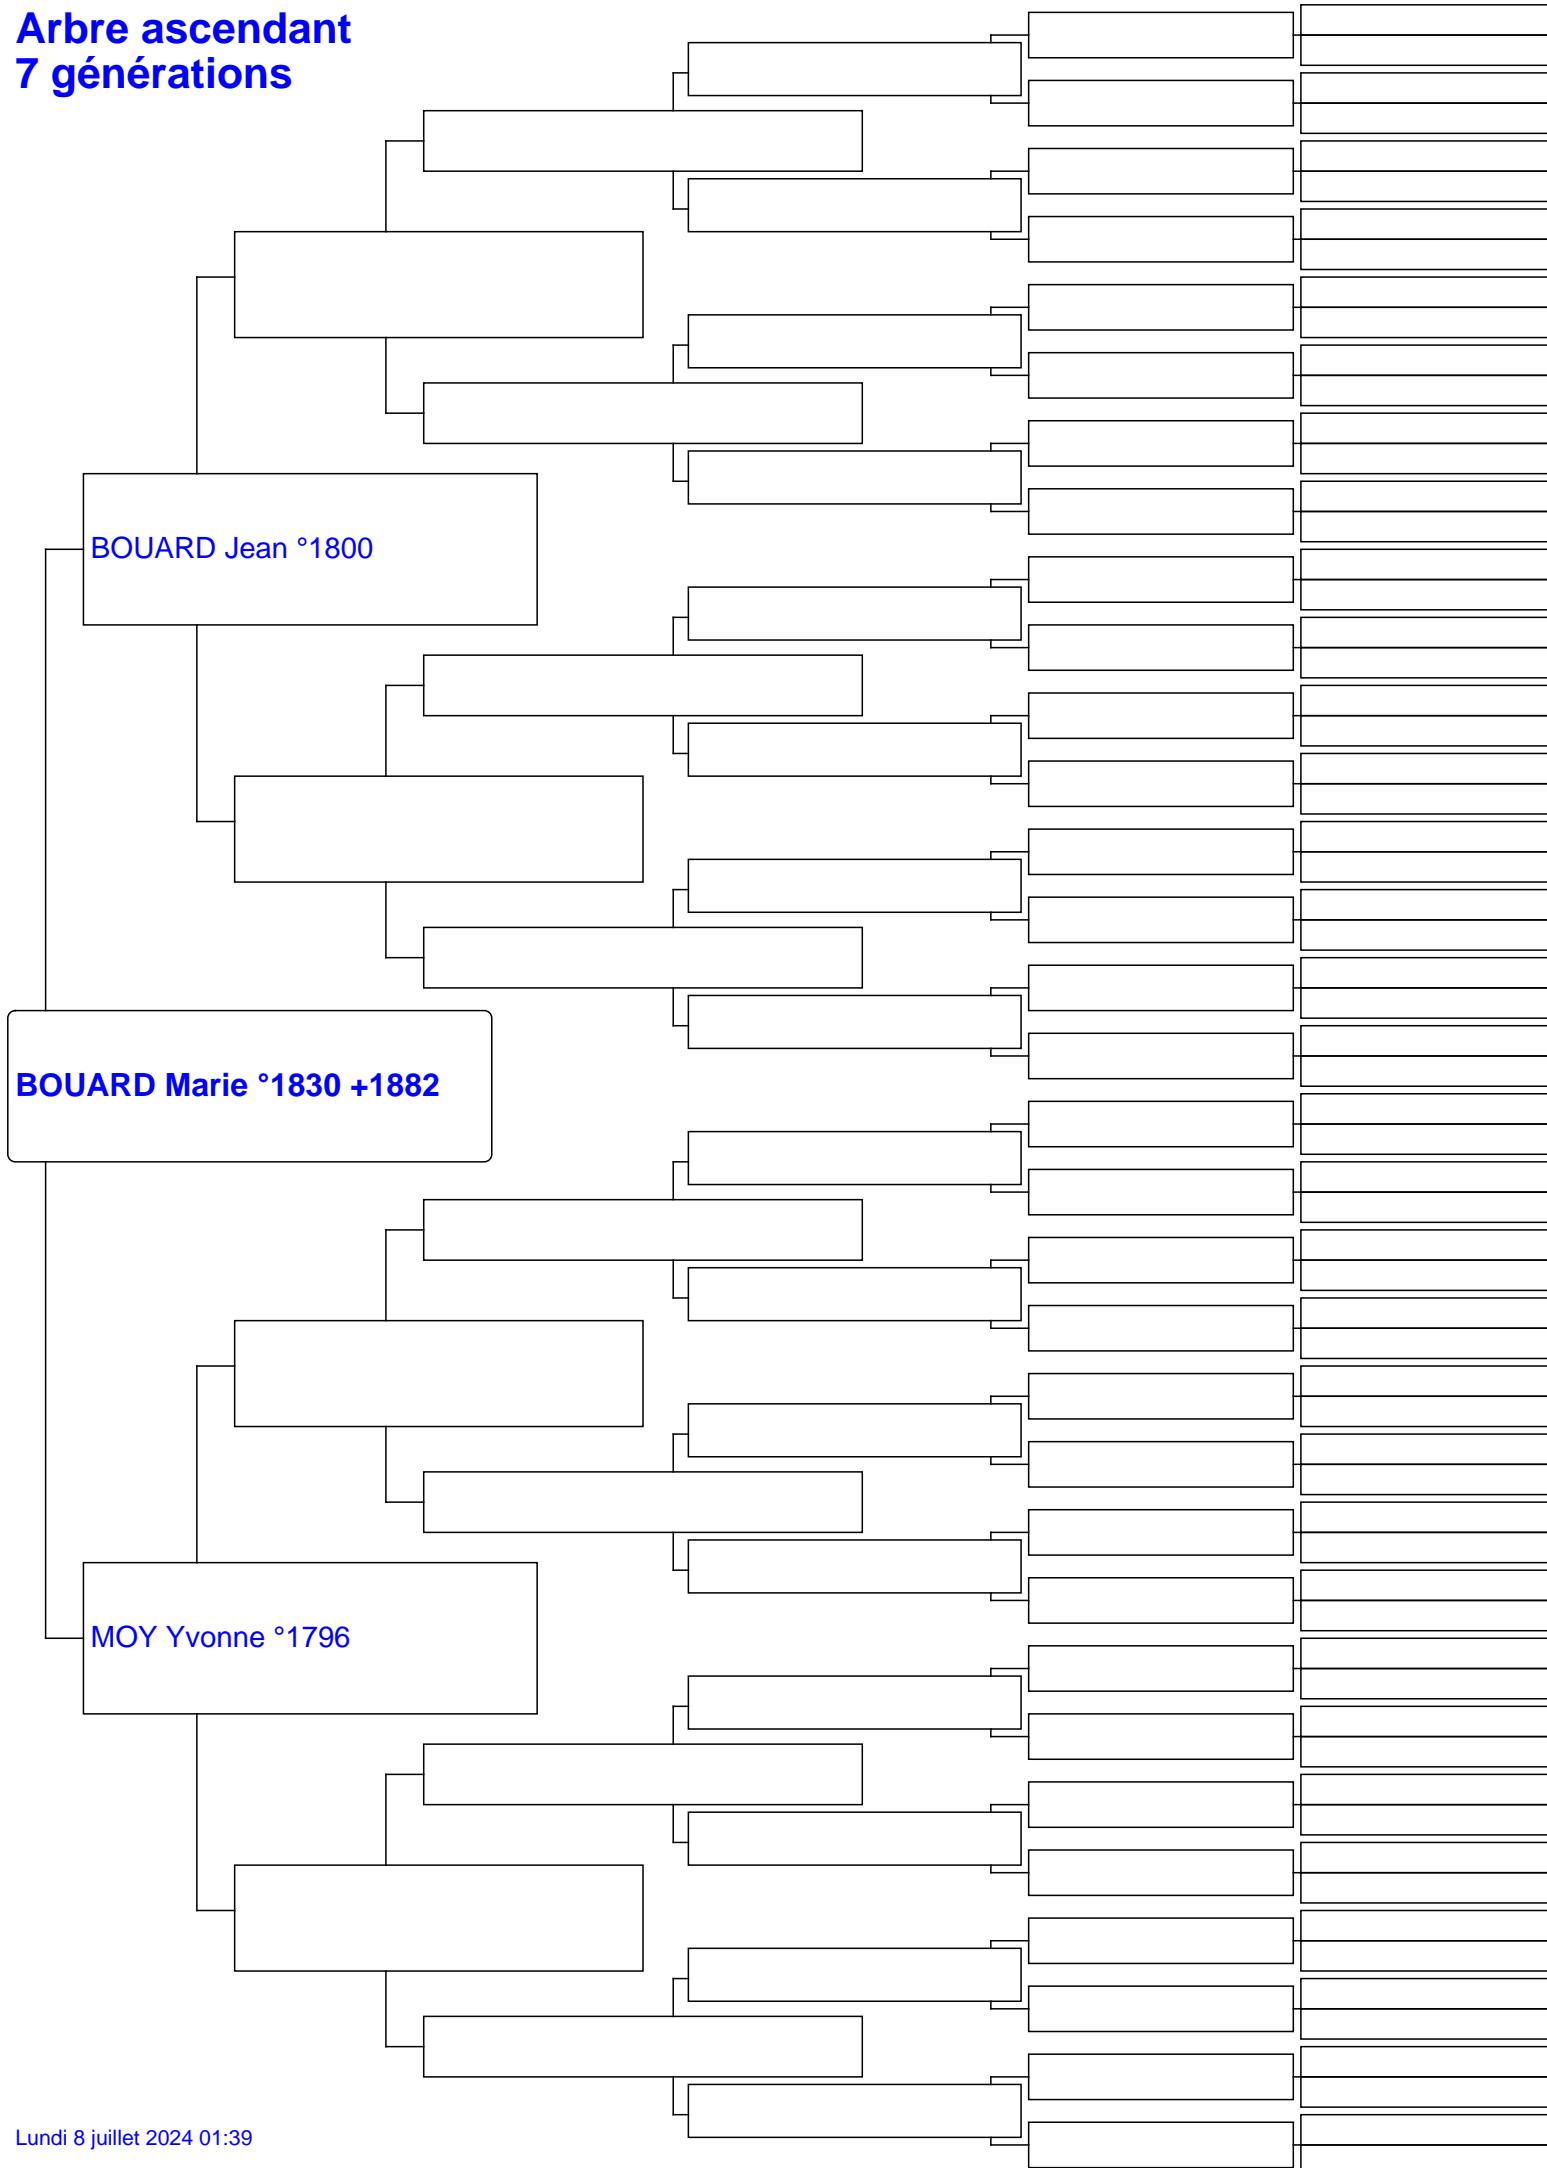 Arbre ascendant
7 générations
BOUARD Jean °1800
BOUARD Marie °1830 +1882
MOY Yvonne °1796
Lundi 8 juillet 2024 01:39